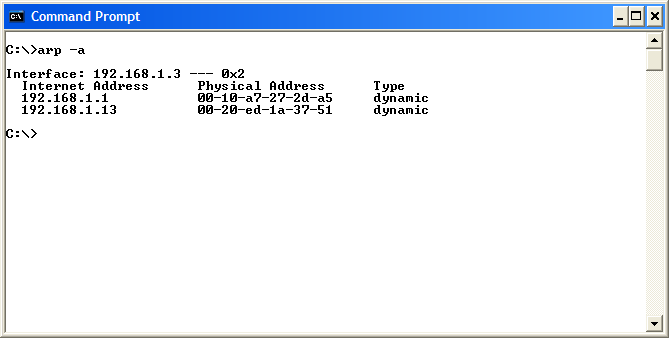 Command Prompt
C:\>arp -a
Interface: 192.168.1.3 --- 0x2
  Internet Address      Physical Address      Type
  192.168.1.1           00-10-a7-27-2d-a5     dynamic
  192.168.1.13          00-20-ed-1a-37-51     dynamic
C:\>